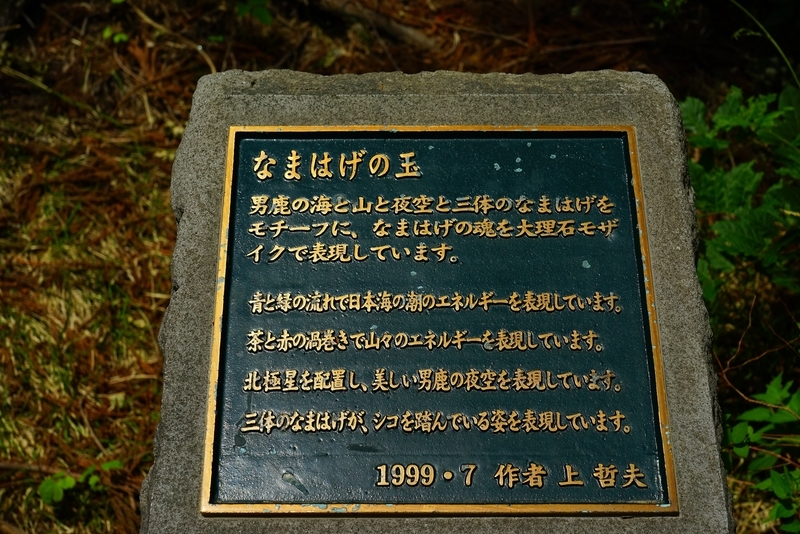 なまはげの玉
男鹿の海と山と夜空と三体のなまはげを
モチーフに、なまはげの魂を大理石モザ
イクで表現しています。
青と緑の流れで日本海の潮のエネルギーを表現しています。
茶と赤の渦巻きで山々のエネルギーを表現しています。
北極星を配置し、美しい男鹿の夜空を表現しています。
三体のなまはげが、シコを踏んでいる姿を表現しています。
1999・7 作者 上 哲夫